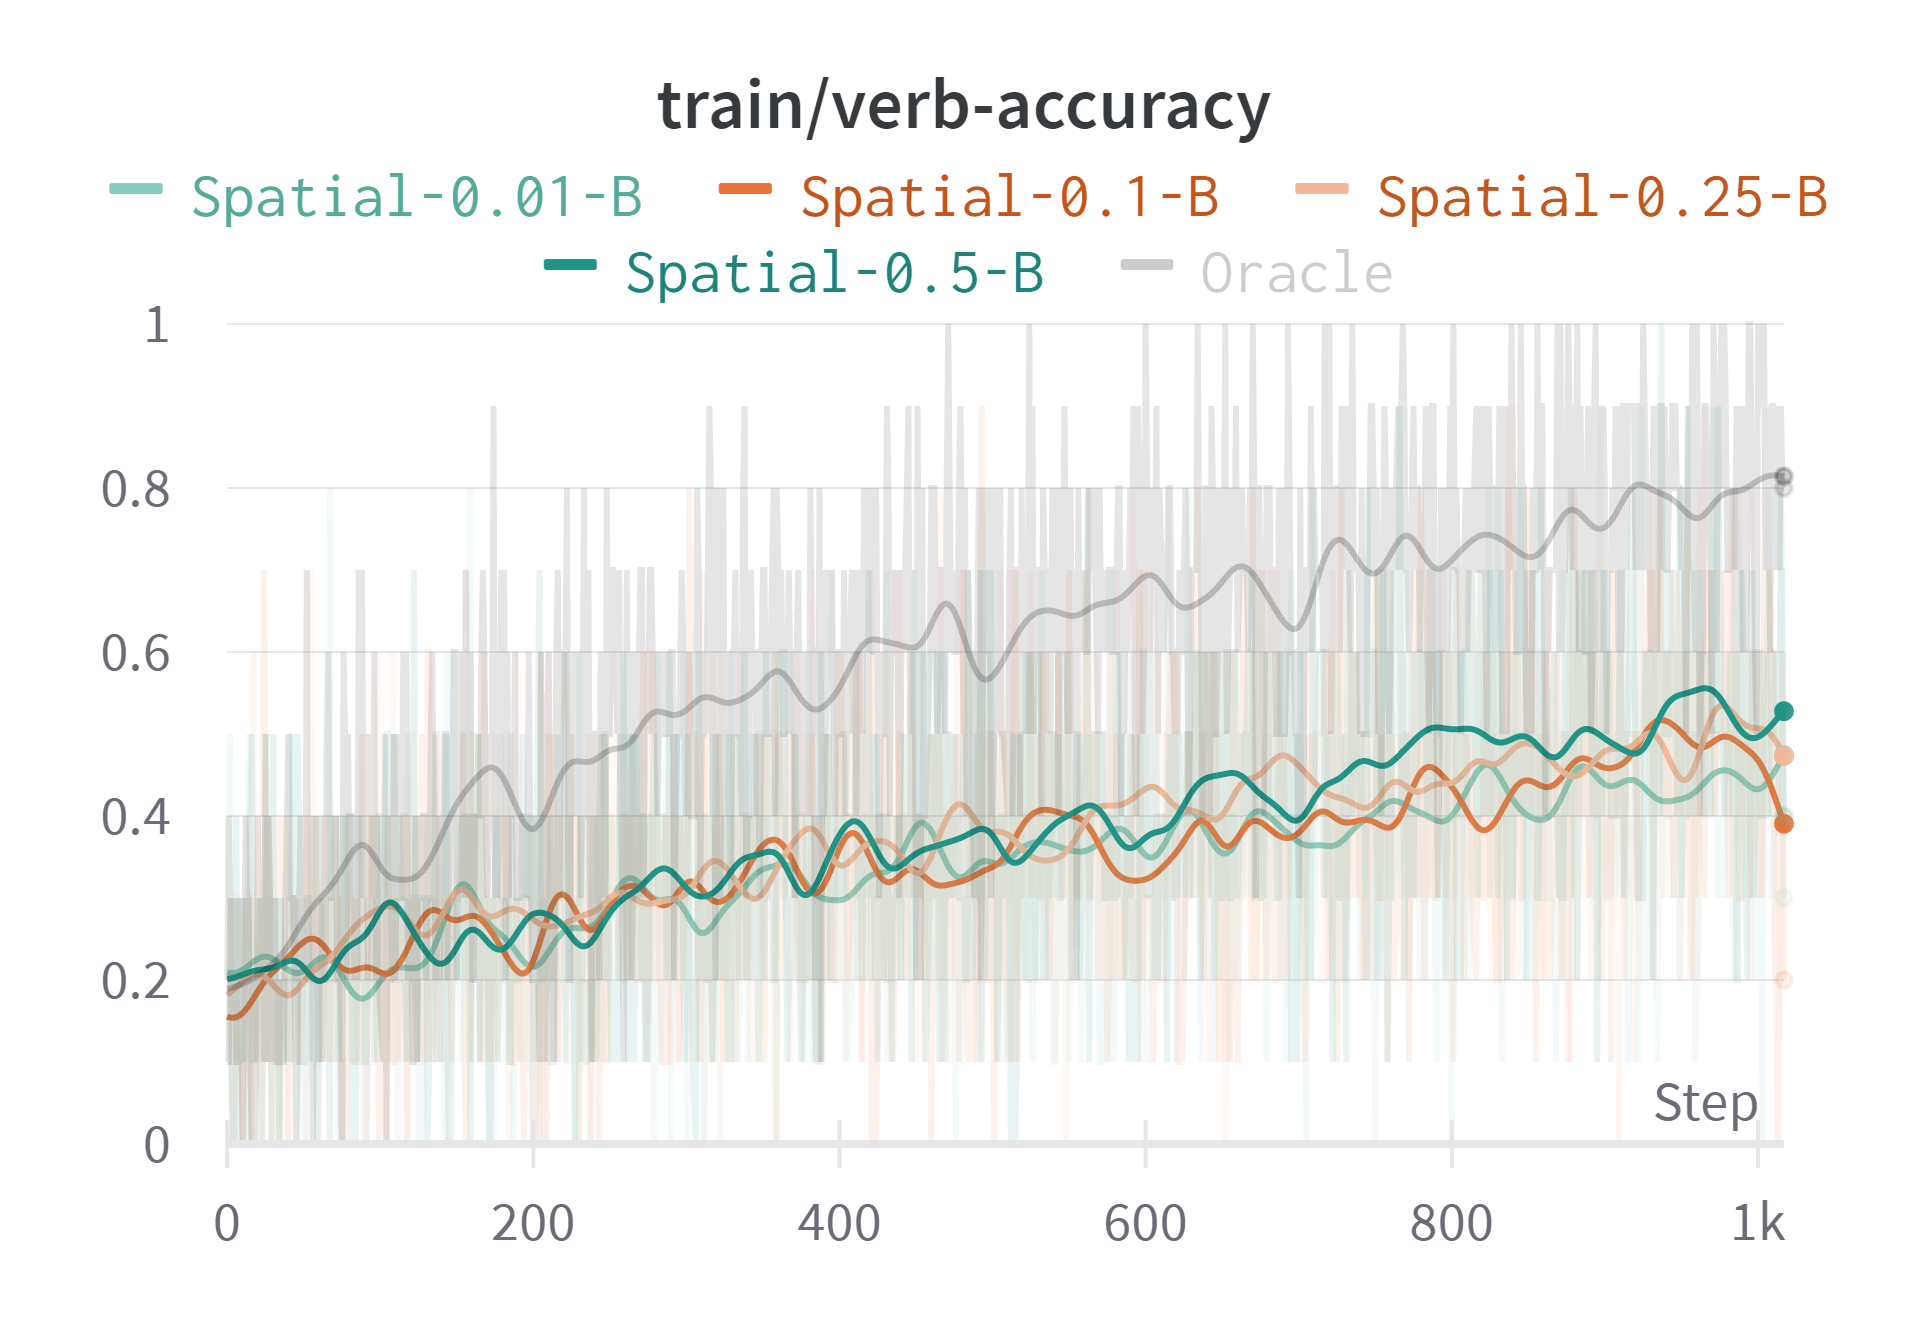 train/verb-accuracy
Spatial-0.01-B Spatial-0.1-B Spatial-0.25-B
Spatial-0.5-B Oracle
1
0.8
0.6
0.4
0.2
Step
0
0 200 400 600 800 1k